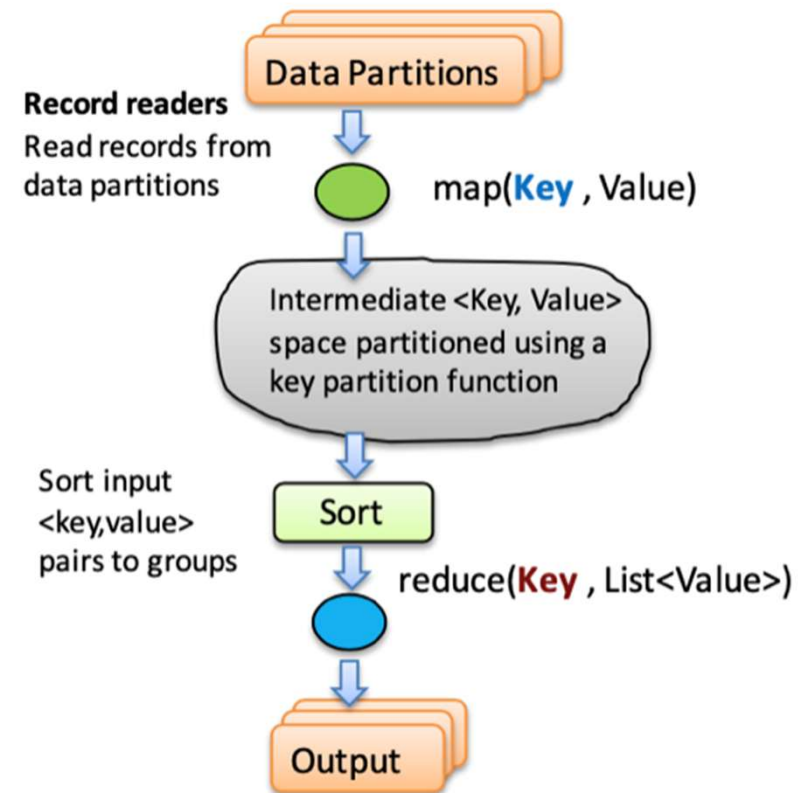 Data Partitions
Record readers
Read records from
data partitions
map(Key , Value)
Intermediate <Key, Value>
space partitioned using a
key partition function
Sort input
<key,value>
pairs to groups
Sort
reduce(Key , List<Value>)
Output